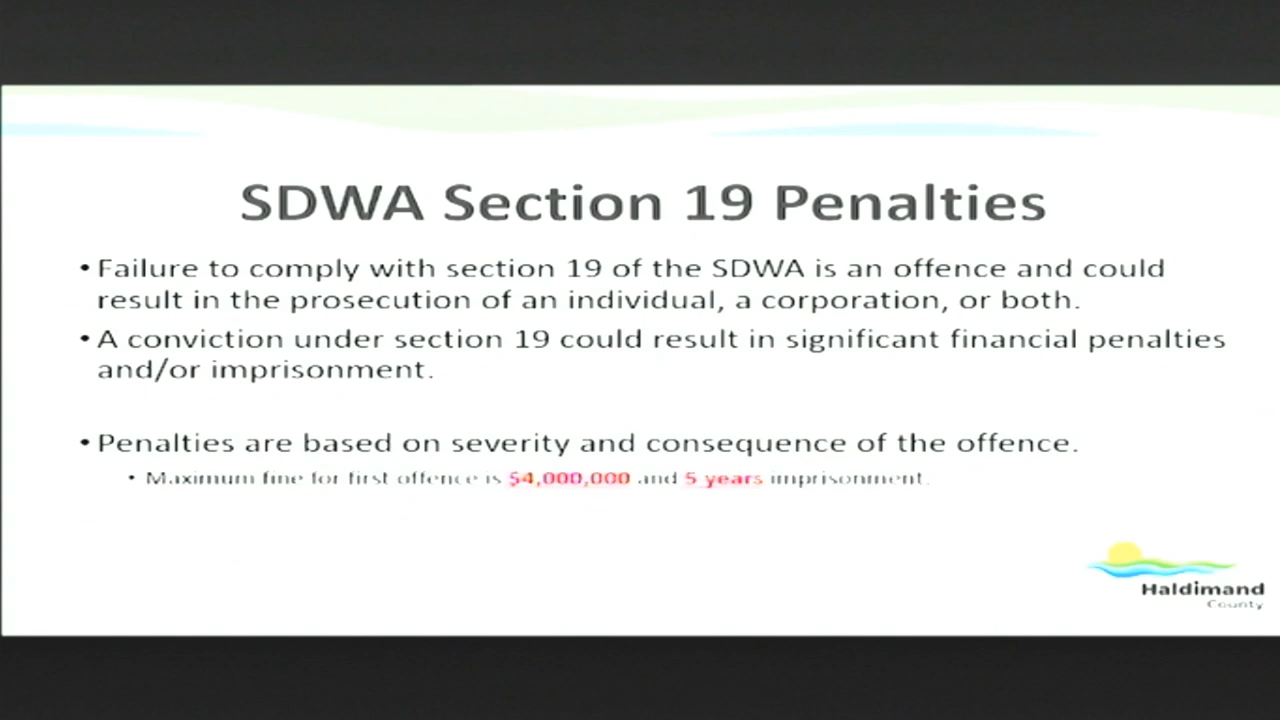 SDWA Section 19 Penalties
• Failure to comply with section 19 of the SDWA is an offence and could
result in the prosecution of an individual, a corporation, or both.
• A conviction under section 19 could result in significant financial penalties
and/or imprisonment.
• Penalties are based on severity and consequence of the offence.
• Maximum fine for first offence is $4,000,000 and 5 years imprisonment.
Haldimand
County